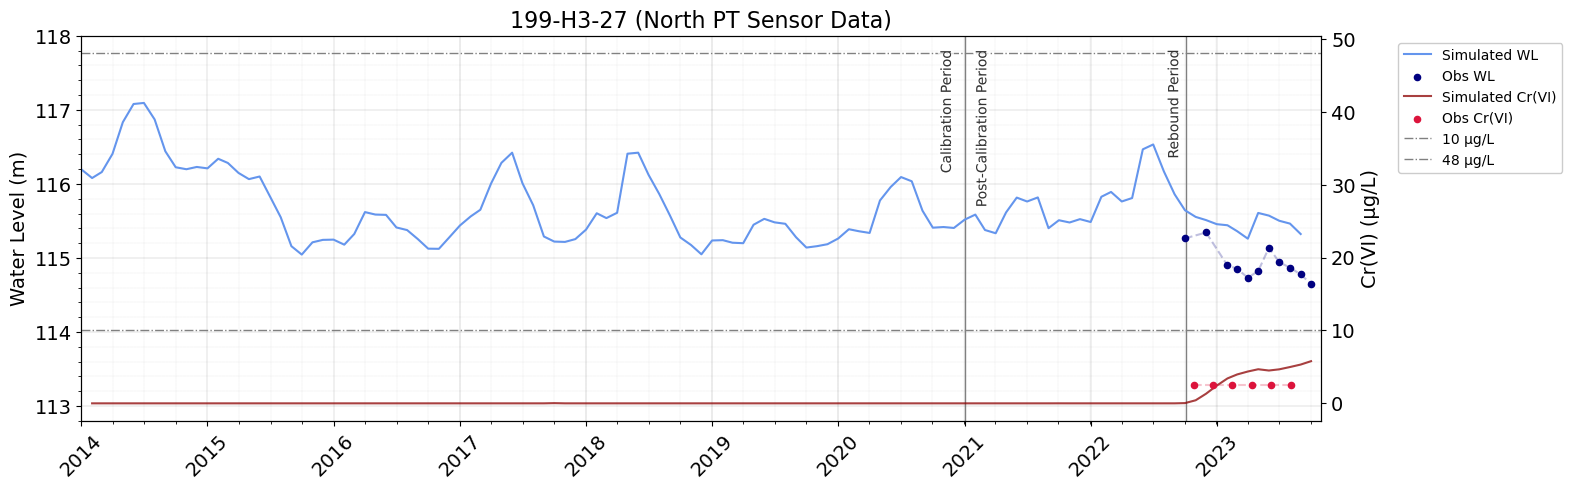 199-H3-27 (North PT Sensor Data)
118
117
116
115
114
113
Water Level (m)
50
40
30
20
10
0
Cr(VI) (µg/L)
Calibration Period
Post-Calibration Period
Rebound Period
2014
2015
2016
2017
2018
2019
2020
2021
2022
2023
Simulated WL
Obs WL
Simulated Cr(VI)
Obs Cr(VI)
10 µg/L
48 µg/L